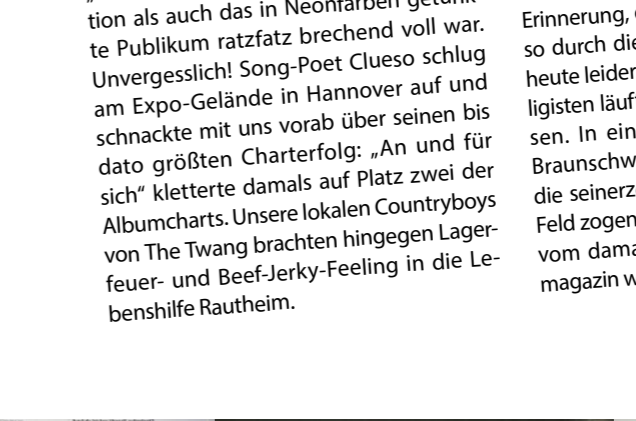 tion als auch das in Neonfarben getunk-
te Publikum ratzfatz brechend voll war.
Unvergesslich! Song-Poet Clueso schlug
am Expo-Gelände in Hannover auf und
schnackte mit uns vorab über seinen bis
dato größten Charterfolg: „An und für
sich“ kletterte damals auf Platz zwei der
Albumcharts. Unsere lokalen Countryboys
von The Twang brachten hingegen Lager-
feuer- und Beef-Jerky-Feeling in die Le-
benshilfe Rautheim.
Erinnerung,
so durch die
heute leider
ligisten läuf
sen. In ein
Braunschw
die seinerz
Feld zogen
vom dama
magazin w